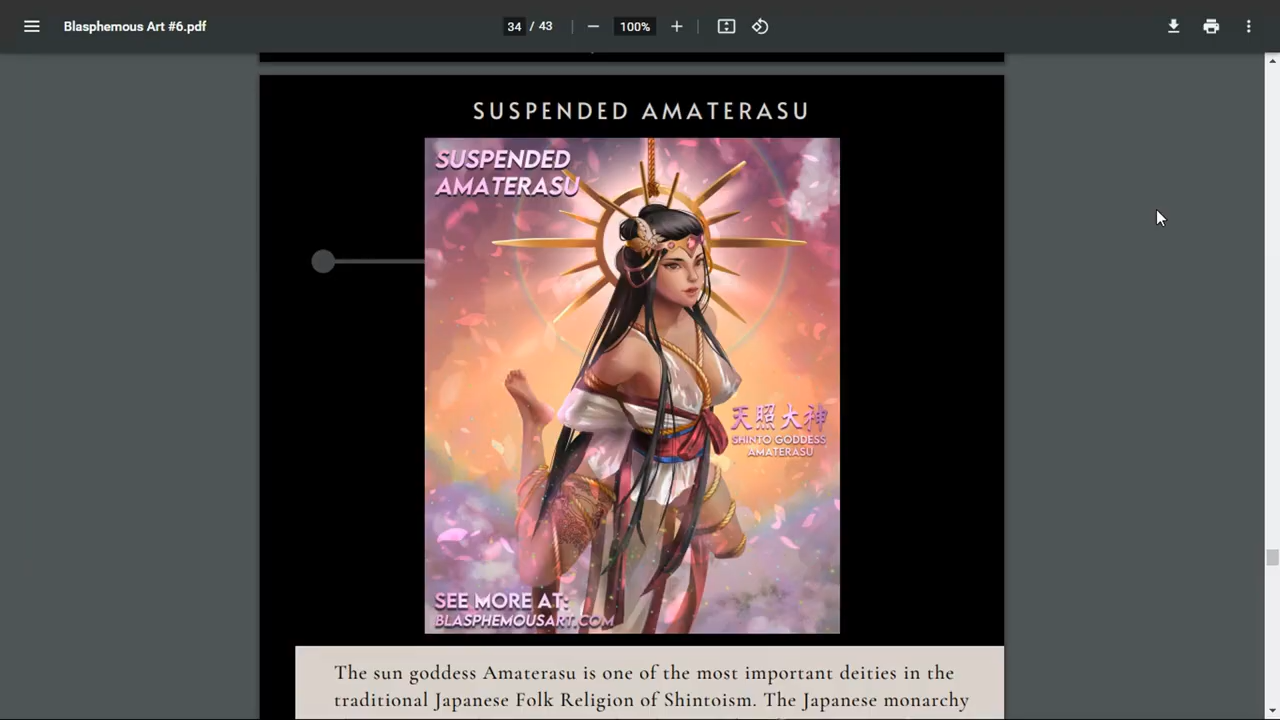 Blasphemous Art #6.pdf
34 / 43
100%
SUSPENDED AMATERASU
SUSPENDED
AMATERASU
天照大神
SHINTO GODDESS
AMATERASU
SEE MORE AT:
BLASPHEMOUSART.COM
The sun goddess Amaterasu is one of the most important deities in the
traditional Japanese Folk Religion of Shintoism. The Japanese monarchy